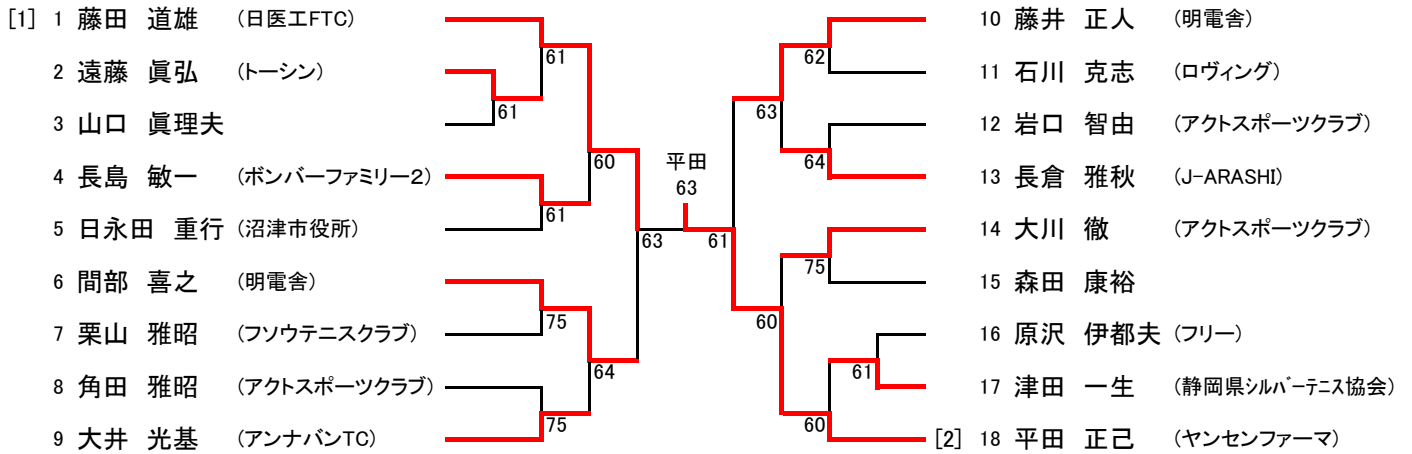 [1] 1 藤田 道雄 (日医工FTC)
2 遠藤 眞弘 (トーシン)
3 山口 眞理夫
4 長島 敏一 (ボンバーファミリー2)
5 日永田 重行 (沼津市役所)
6 間部 喜之 (明電舎)
7 栗山 雅昭 (フソウテニスクラブ)
8 角田 雅昭 (アクトスポーツクラブ)
9 大井 光基 (アンナバンTC)
61
61
60
61
63
75
64
75
平田
63
61
62
63
64
75
60
61
60
10 藤井 正人 (明電舎)
11 石川 克志 (ロヴィング)
12 岩口 智由 (アクトスポーツクラブ)
13 長倉 雅秋 (J-ARASHI)
14 大川 徹 (アクトスポーツクラブ)
15 森田 康裕
16 原沢 伊都夫 (フリー)
17 津田 一生 (静岡県シルバーテニス協会)
[2] 18 平田 正己 (ヤンセンファーマ)